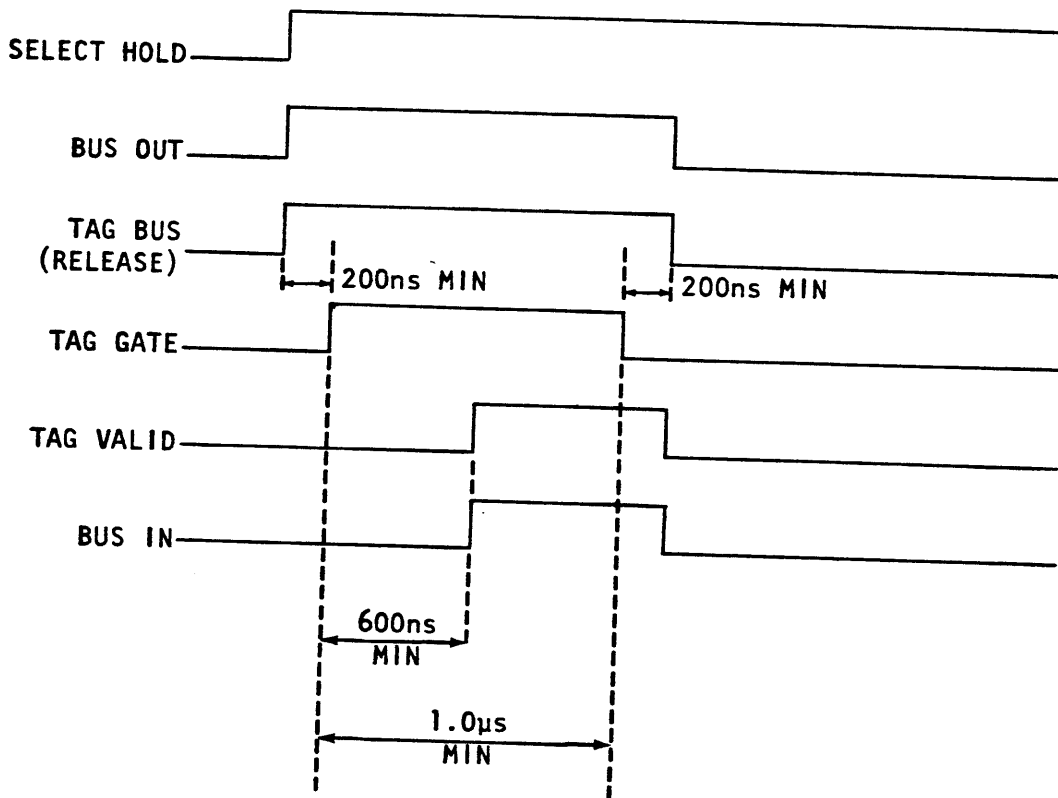 SELECT HOLD
BUS OUT
TAG BUS
(RELEASE)
200ns MIN
200ns MIN
TAG GATE
TAG VALID
BUS IN
600ns
MIN
1.0µs
MIN